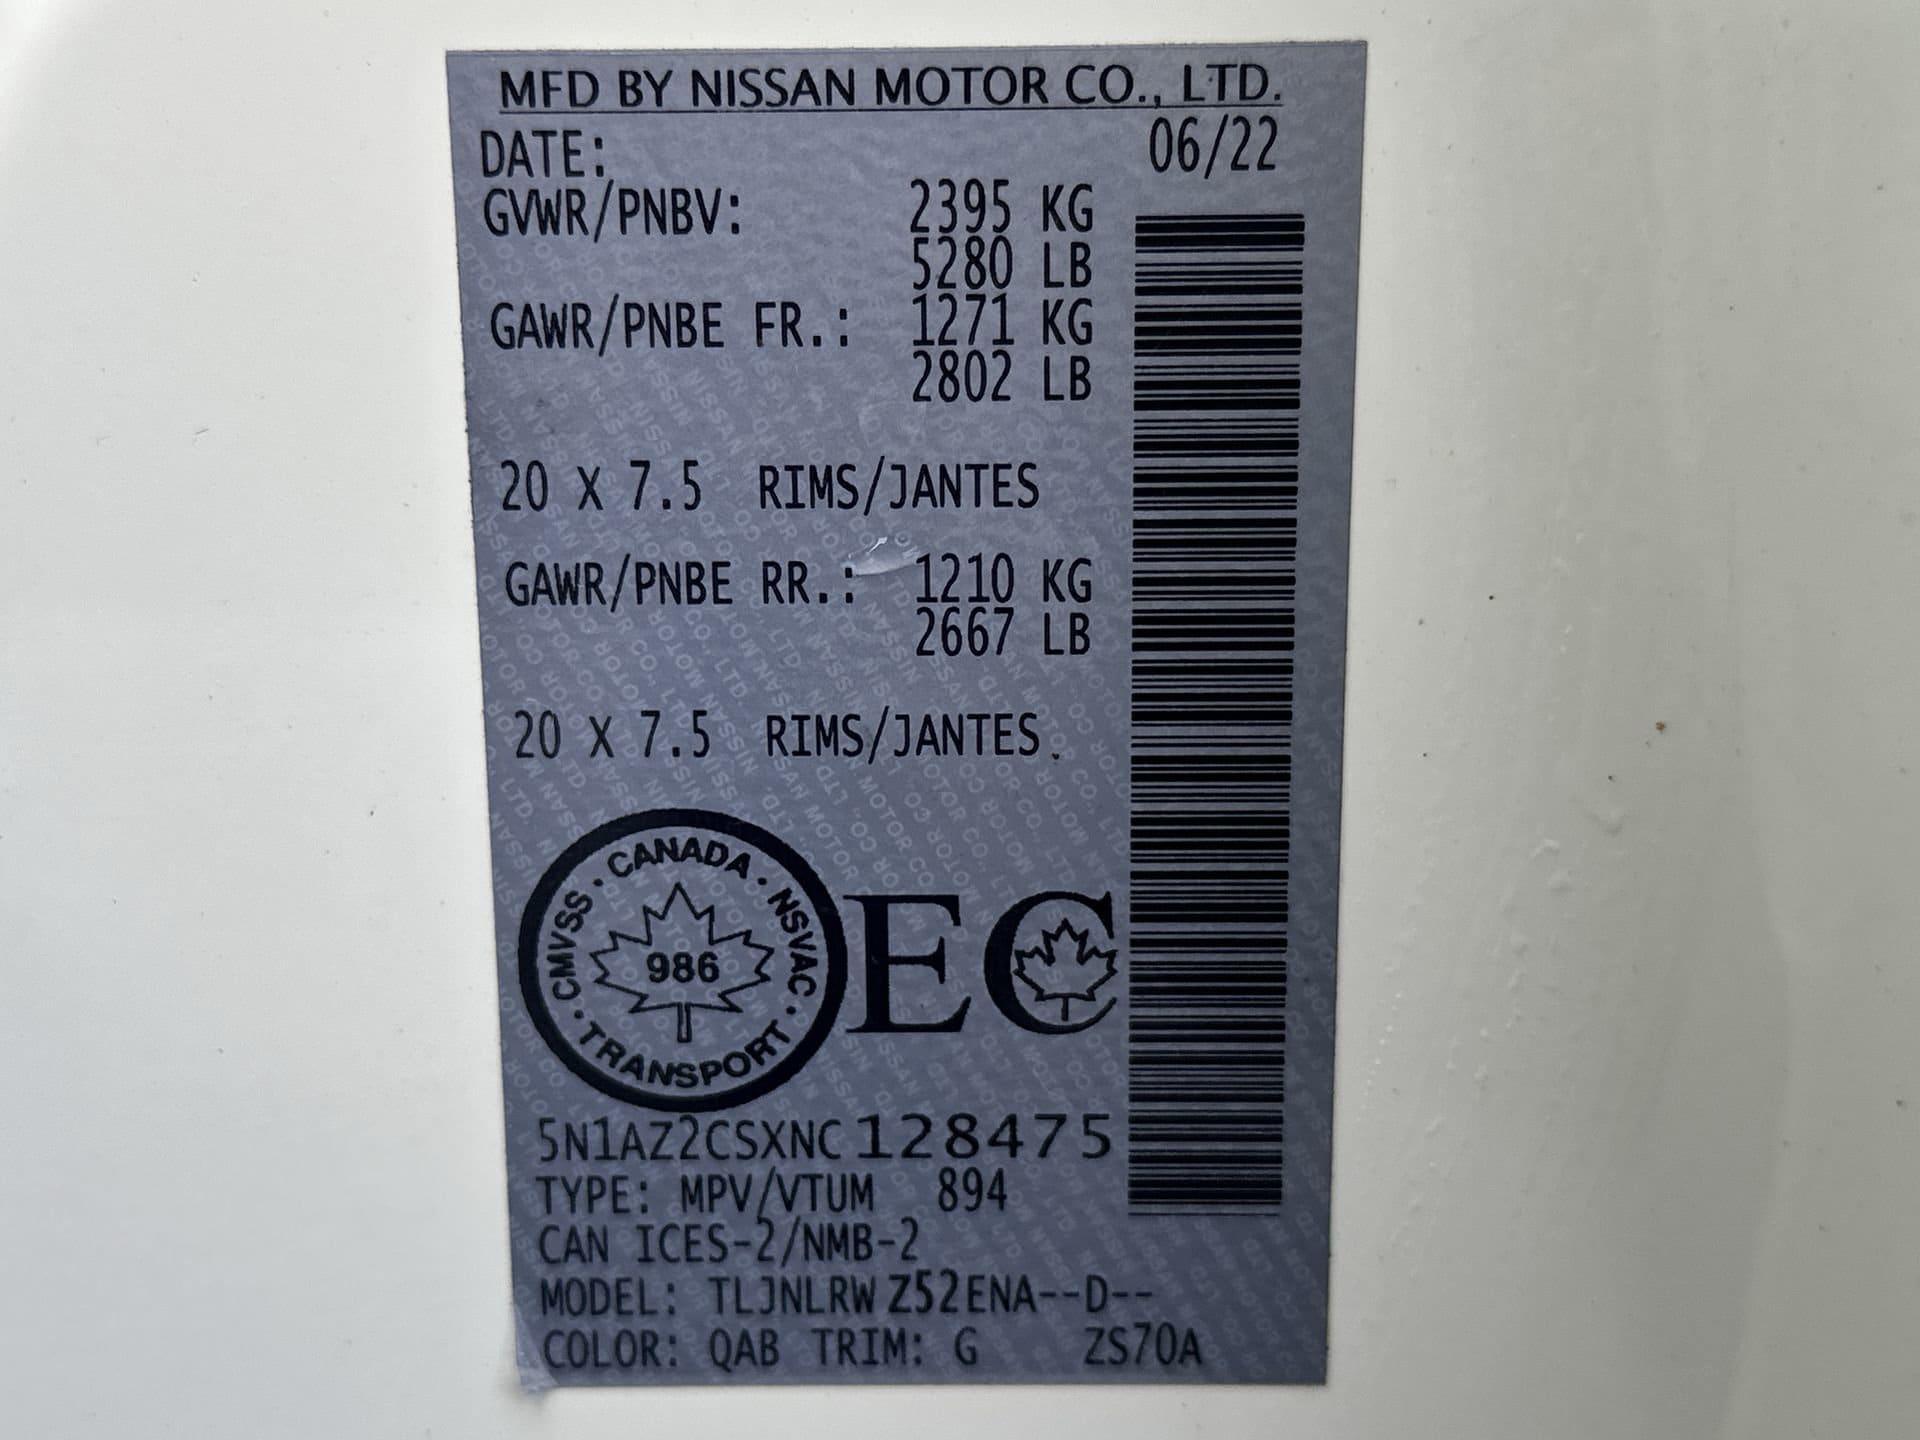 MFD BY NISSAN MOTOR CO., LTD.
DATE: 06/22
GVWR/PNBV: 2395 KG
5280 LB
GAWR/PNBE FR.: 1271 KG
2802 LB
20 X 7.5 RIMS/JANTES
GAWR/PNBE RR.: 1210 KG
2667 LB
20 X 7.5 RIMS/JANTES
CMVSS · CANADA · NSVAC · TRANSPORT ·
986
EC
5N1AZ2CSXNC128475
TYPE: MPV/VTUM 894
CAN ICES-2/NMB-2
MODEL: TLJNLRW Z52ENA--D--
COLOR: QAB TRIM: G ZS70A